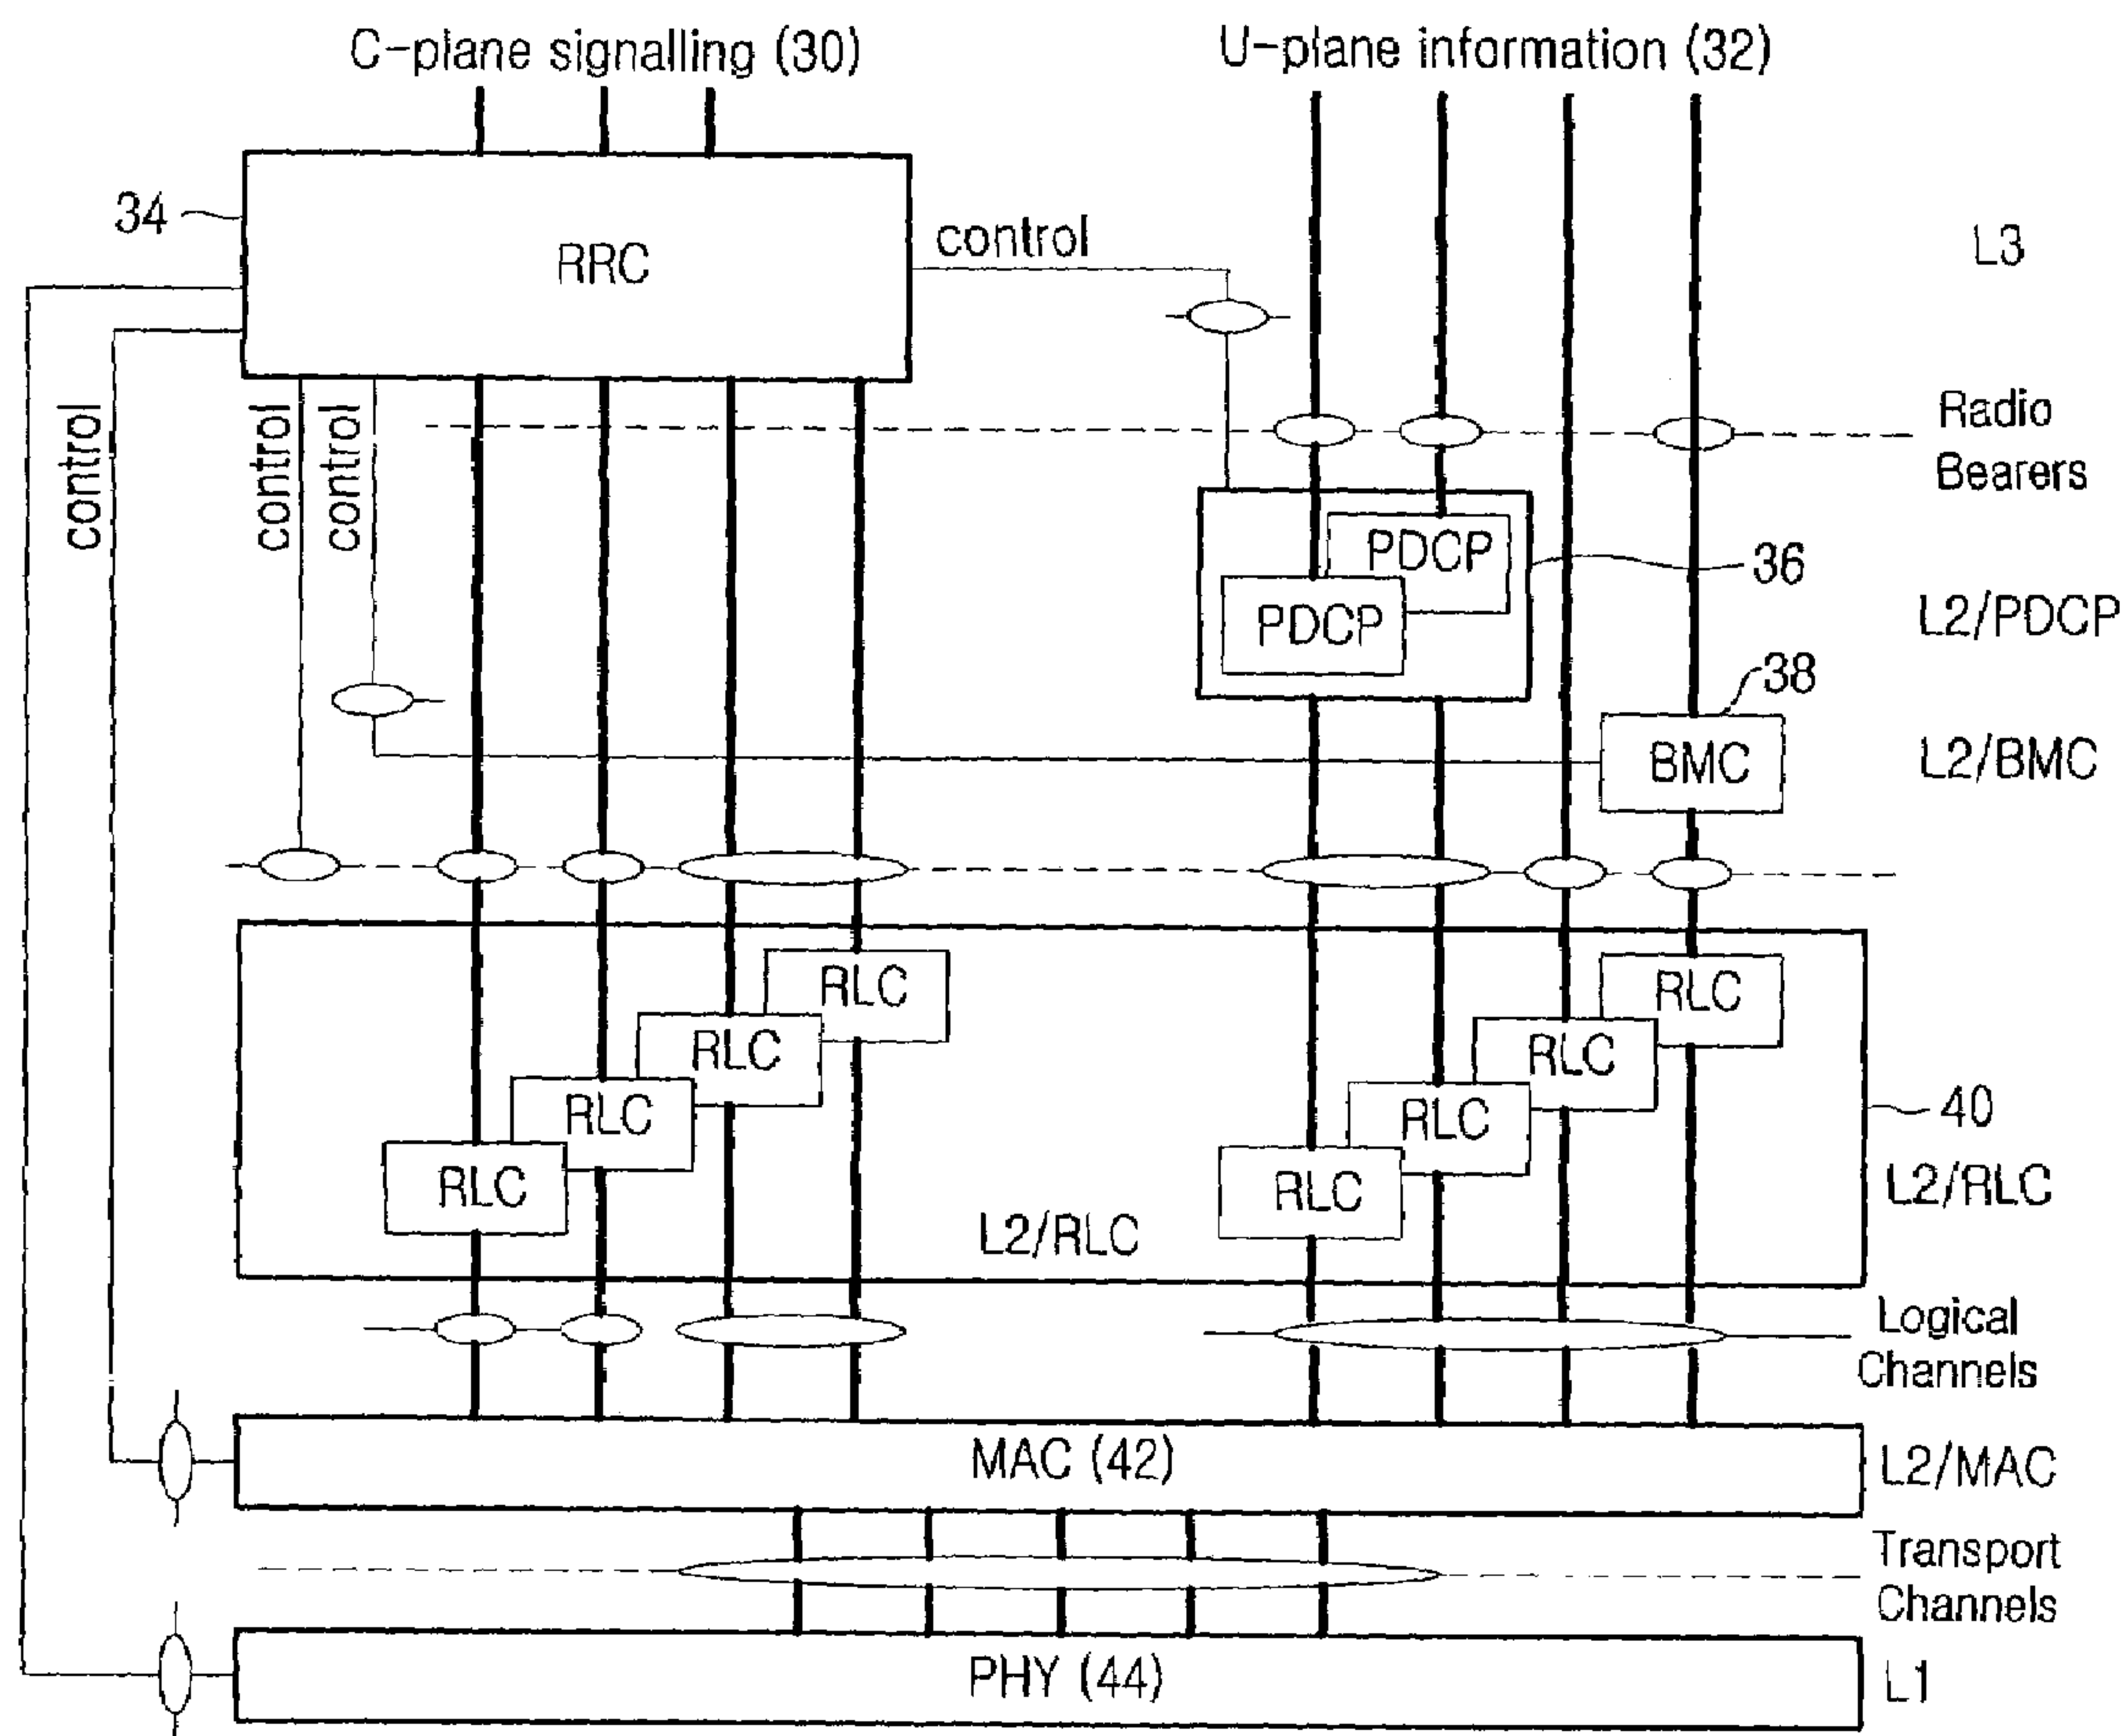 C-plane signalling (30)
U-plane information (32)
34
RRC
control
L3
control
control
control
Radio
Bearers
PDCP
36
PDCP
L2/PDCP
38
BMC
L2/BMC
RLC
RLC
RLC
RLC
RLC
RLC
RLC
RLC
40
L2/RLC
L2/RLC
Logical
Channels
MAC (42)
L2/MAC
Transport
Channels
PHY (44)
L1